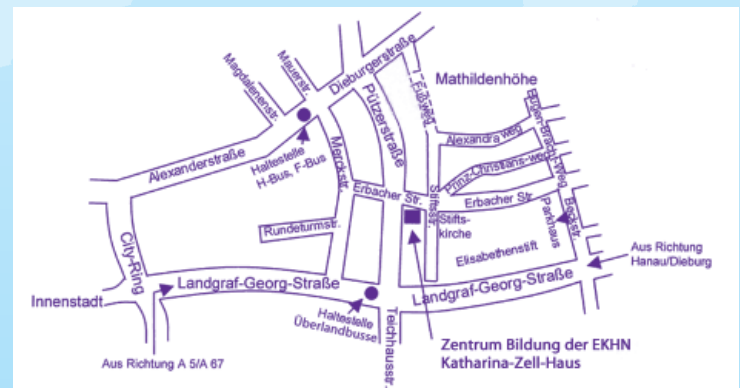 Magdalenenstr.
Mauerstr.
Dieburgerstraße
Mathildenhöhe
Fußweg
Pützerstraße
Alexandraweg
Eugen-Bracht-Weg
Prinz-Christians-weg
Alexanderstraße
Haltestelle
H-Bus, F-Bus
Merckstr.
Erbacher Str.
Stiftsstr.
Erbacher Str
Stifts-
kirche
Parkhaus
Beckstr.
Rundeturmstr.
City-Ring
Elisabethenstift
Aus Richtung
Hanau/Dieburg
Landgraf-Georg-Straße
Landgraf-Georg-Straße
Innenstadt
Haltestelle
Überlandbusse
Teichhausstr.
Zentrum Bildung der EKHN
Katharina-Zell-Haus
Aus Richtung A 5/A 67